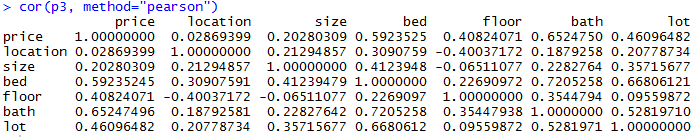 > cor(p3, method="pearson")
price location size bed floor bath lot
price 1.00000000 0.02869399 0.20280309 0.5923525 0.40824071 0.6524750 0.46096482
location 0.02869399 1.00000000 0.21294857 0.3090759 -0.40037172 0.1879258 0.20778734
size 0.20280309 0.21294857 1.00000000 0.4123948 -0.06511077 0.2282764 0.35715677
bed 0.59235245 0.30907591 0.41239479 1.0000000 0.22690972 0.7205258 0.66806121
floor 0.40824071 -0.40037172 -0.06511077 0.2269097 1.00000000 0.3544794 0.09559872
bath 0.65247496 0.18792581 0.22827642 0.7205258 0.35447938 1.0000000 0.52819710
lot 0.46096482 0.20778734 0.35715677 0.6680612 0.09559872 0.5281971 1.00000000